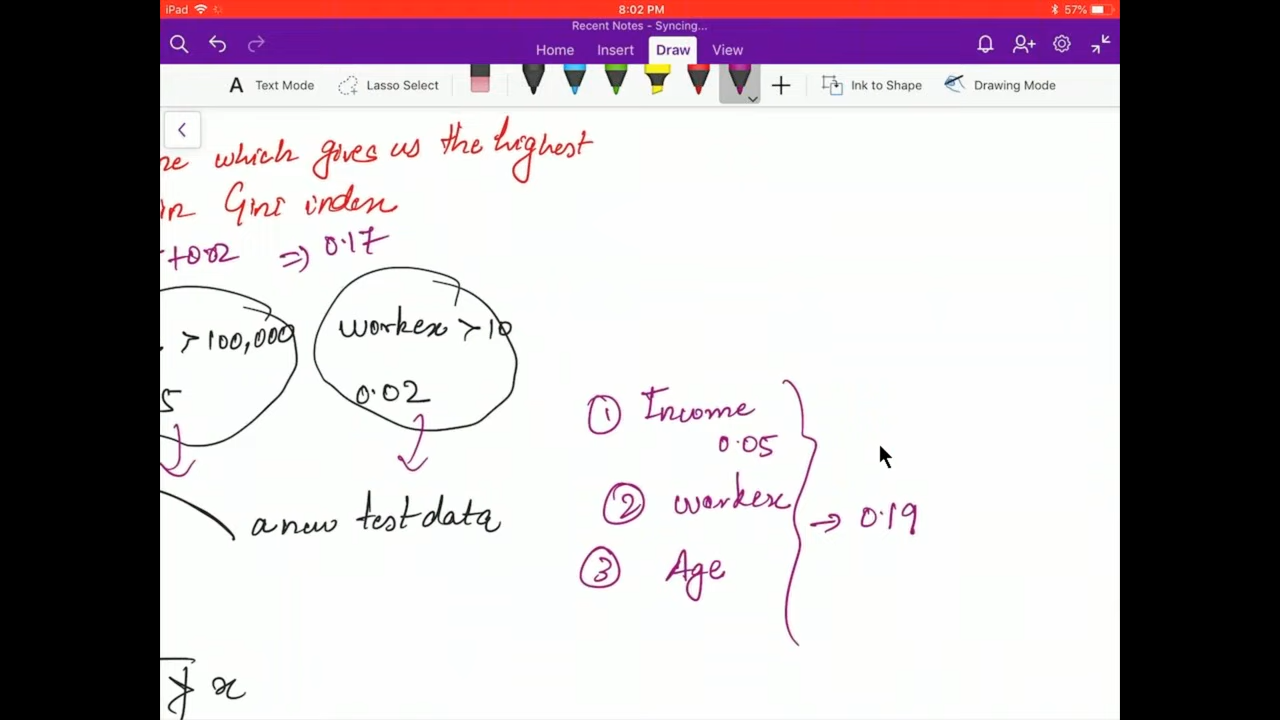 iPad 8:02 PM 57%
Recent Notes - Syncing...
Home Insert Draw View
A Text Mode Lasso Select Ink to Shape Drawing Mode
which gives us the highest
Gini index
+0.02 => 0.17
> 100,000
workex > 10
5
0.02
① Income
0.05
② workex
→ 0.19
a new test data
③ Age
x